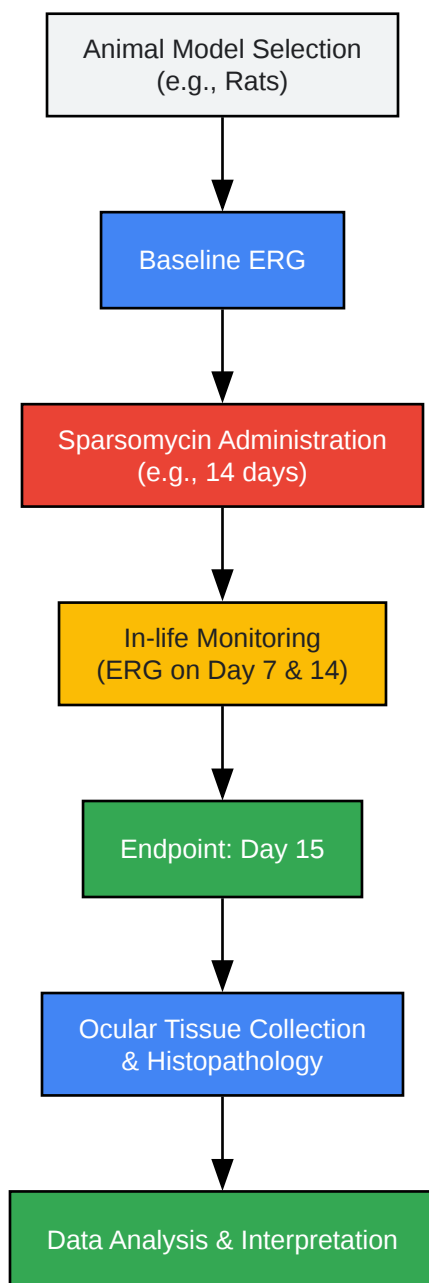 Animal Model Selection
(e.g., Rats)
Baseline ERG
Sparsomycin Administration
(e.g., 14 days)
In-life Monitoring
(ERG on Day 7 & 14)
Endpoint: Day 15
Ocular Tissue Collection
& Histopathology
Data Analysis & Interpretation